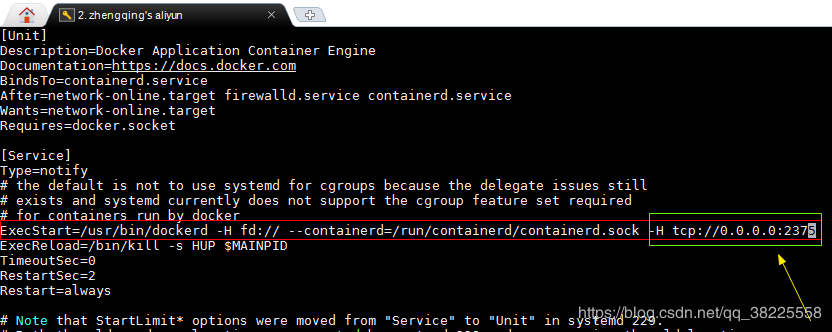 2. zhengqing's aliyun
[Unit]
Description=Docker Application Container Engine
Documentation=https://docs.docker.com
BindsTo=containerd.service
After=network-online.target firewalld.service containerd.service
Wants=network-online.target
Requires=docker.socket
[Service]
Type=notify
# the default is not to use systemd for cgroups because the delegate issues still
# exists and systemd currently does not support the cgroup feature set required
# for containers run by docker
ExecStart=/usr/bin/dockerd -H fd:// --containerd=/run/containerd/containerd.sock -H tcp://0.0.0.0:2375
ExecReload=/bin/kill -s HUP $MAINPID
TimeoutSec=0
RestartSec=2
Restart=always
# Note that StartLimit* options were moved from "Service" to "Unit" in systemd 229.
https://blog.csdn.net/qq_38225558